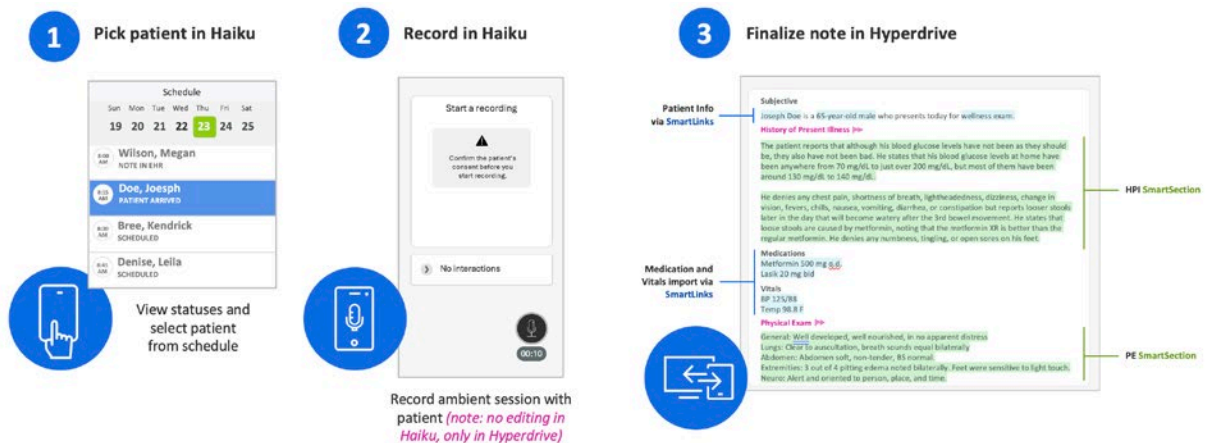 1 Pick patient in Haiku
Schedule
Sun Mon Tue Wed Thu Fri Sat
19 20 21 22 23 24 25
8:00 AM
Wilson, Megan
NOTE IN EHR
8:15 AM
Doe, Joesph
PATIENT ARRIVED
8:30 AM
Bree, Kendrick
SCHEDULED
8:45 AM
Denise, Leila
SCHEDULED
View statuses and
select patient
from schedule
2 Record in Haiku
Start a recording
Confirm the patient's
consent before you
start recording.
No interactions
00:10
Record ambient session with
patient (note: no editing in
Haiku, only in Hyperdrive)
3 Finalize note in Hyperdrive
Patient Info
via SmartLinks
Medication and
Vitals import via
SmartLinks
Subjective
Joseph Doe is a 65-year-old male who presents today for wellness exam.
History of Present Illness
The patient reports that although his blood glucose levels have not been as they should
be, they also have not been bad. He states that his blood glucose levels at home have
been anywhere from 70 mg/dL to just over 200 mg/dL, but most of them have been
around 130 mg/dL to 140 mg/dL.
He denies any chest pain, shortness of breath, lightheadedness, dizziness, change in
vision, fevers, chills, nausea, vomiting, diarrhea, or constipation but reports looser stools
later in the day that will become watery after the 3rd bowel movement. He states that
loose stools are caused by metformin, noting that the metformin XR is better than the
regular metformin. He denies any numbness, tingling, or open sores on his feet.
Medications
Metformin 500 mg q.d.
Lasik 20 mg bid
Vitals
BP 125/88
Temp 98.8 F
Physical Exam
General: Well developed, well nourished, in no apparent distress
Lungs: Clear to auscultation, breath sounds equal bilaterally
Abdomen: Abdomen soft, non-tender, BS normal.
Extremities: 3 out of 4 pitting edema noted bilaterally. Feet were sensitive to light touch.
Neuro: Alert and oriented to person, place, and time.
HPI SmartSection
PE SmartSection